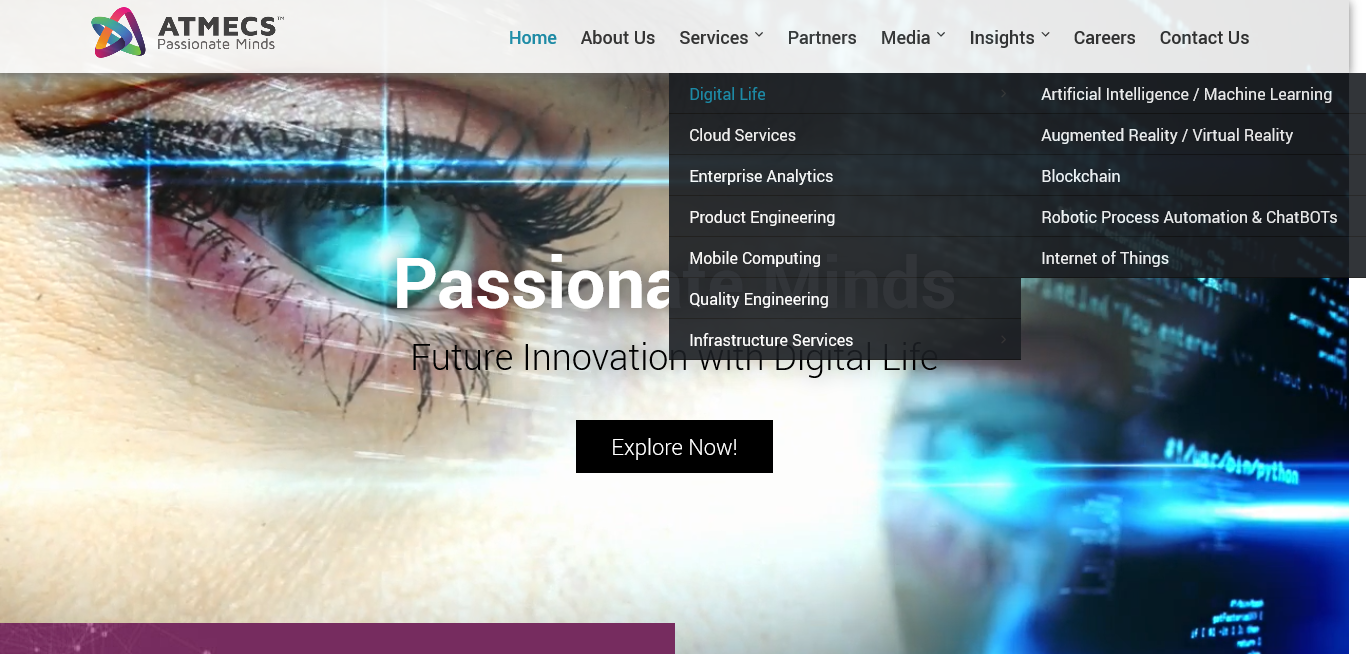 ATMECS™
Passionate Minds
Home
About Us
Services
Partners
Media
Insights
Careers
Contact Us
Digital Life
Cloud Services
Enterprise Analytics
Product Engineering
Mobile Computing
Quality Engineering
Infrastructure Services
Artificial Intelligence / Machine Learning
Augmented Reality / Virtual Reality
Blockchain
Robotic Process Automation & ChatBOTs
Internet of Things
Passionate Minds
Future Innovation with Digital Life
Explore Now!
"You entered
#!/usr/bin/python